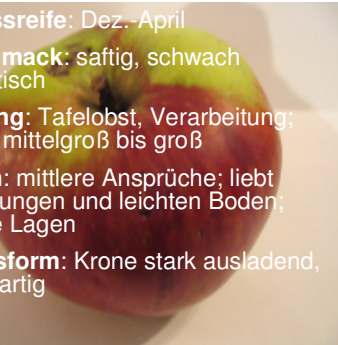 ssreife: Dez.-April
mack: saftig, schwach
tisch
ng: Tafelobst, Verarbeitung;
mittelgroß bis groß
: mittlere Ansprüche; liebt
ungen und leichten Boden;
e Lagen
sform: Krone stark ausladend,
artig